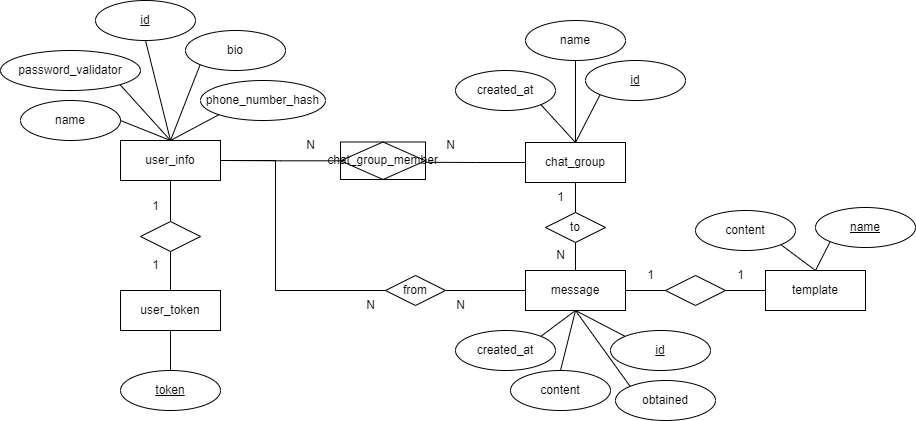 id
name
bio
password_validator
id
created_at
phone_number_hash
name
N
N
user_info
chat_group_member
chat_group
1
1
to
content
name
1
N
1
1
from
message
template
N
N
user_token
created_at
id
token
content
obtained